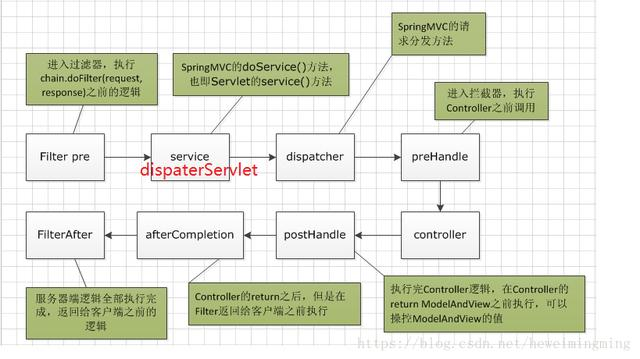 SpringMVC的请
求分发方法
进入过滤器，执行
chain.doFilter(request,
response)之前的逻辑
SpringMVC的doService()方法，
也即Servlet的service()方法
进入拦截器，执行
Controller之前调用
Filter pre
service
dispatcher
preHandle
dispaterServlet
FilterAfter
afterCompletion
postHandle
controller
服务器端逻辑全部执行完
成，返回给客户端之前的
逻辑
Controller的return之后，但是在
Filter返回给客户端之前执行
执行完Controller逻辑，在Controller的
return ModelAndView之前执行，可以
操控ModelAndView的值
https://blog.csdn.net/heweimingming